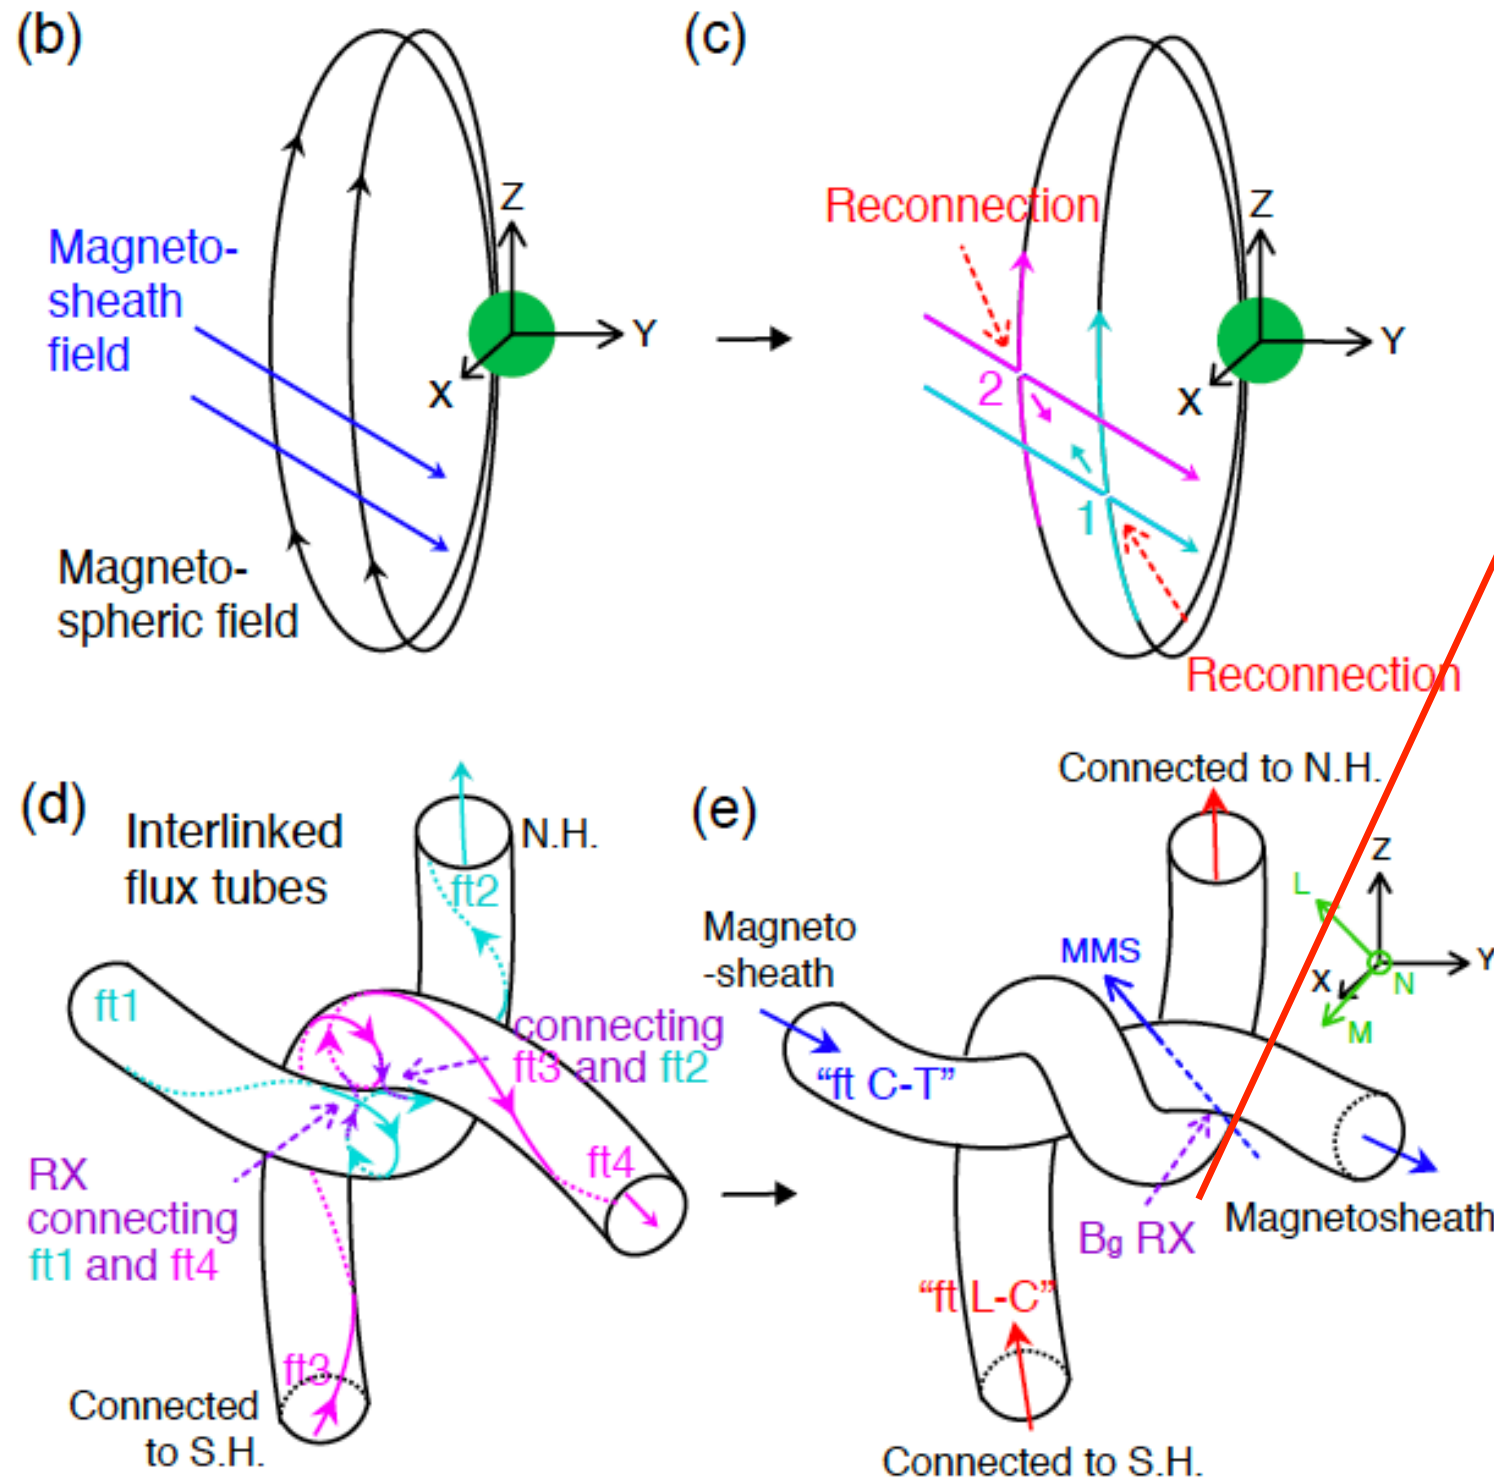 (b)
Z
Magneto-
sheath
field
Y
X
Magneto-
spheric field
(c)
Reconnection
Z
Y
X
2
1
Reconnection
(d)
Interlinked
flux tubes
N.H.
ft2
ft1
connecting
ft3 and ft2
RX
connecting
ft1 and ft4
ft4
ft3
Connected
to S.H.
(e)
Connected to N.H.
Z
L
Y
X
N
M
Magneto
-sheath
MMS
“ft C-T”
Bg RX
Magnetosheath
“ft L-C”
Connected to S.H.